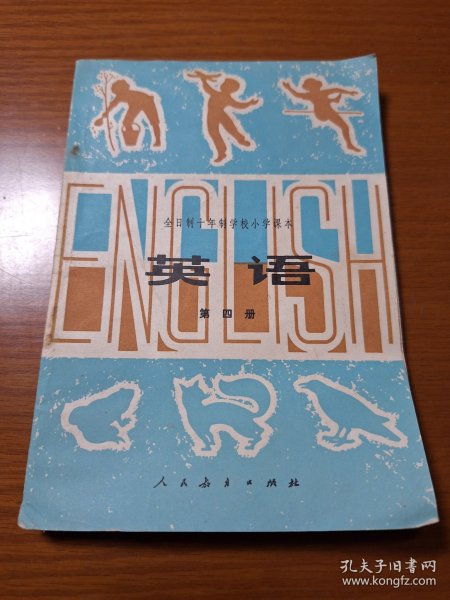 ENGLISH
全日制十年制学校小学课本
英语
第四册
人民教育出版社
孔夫子旧书网
www.kongfz.com